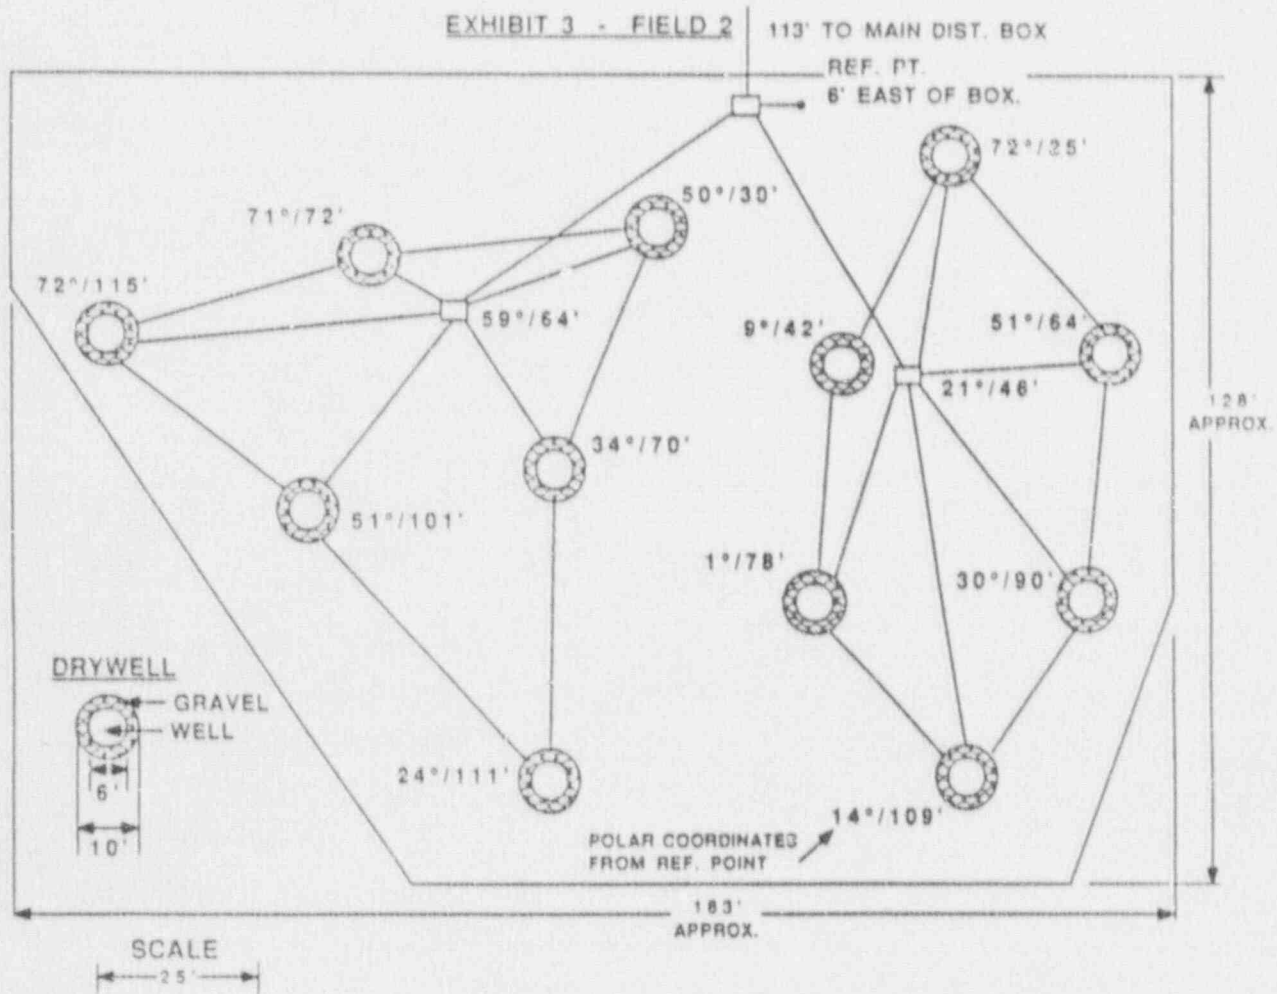 EXHIBIT 3 - FIELD 2
113' TO MAIN DIST. BOX
REF. PT.
6' EAST OF BOX.
72°/25'
50°/30'
71°/72'
72°/115'
59°/64'
9°/42'
51°/64'
21°/46'
128'
APPROX.
34°/70'
51°/101'
1°/78'
30°/90'
DRYWELL
GRAVEL
WELL
6'
10'
24°/111'
14°/109'
POLAR COORDINATES
FROM REF. POINT
183'
APPROX.
SCALE
25'